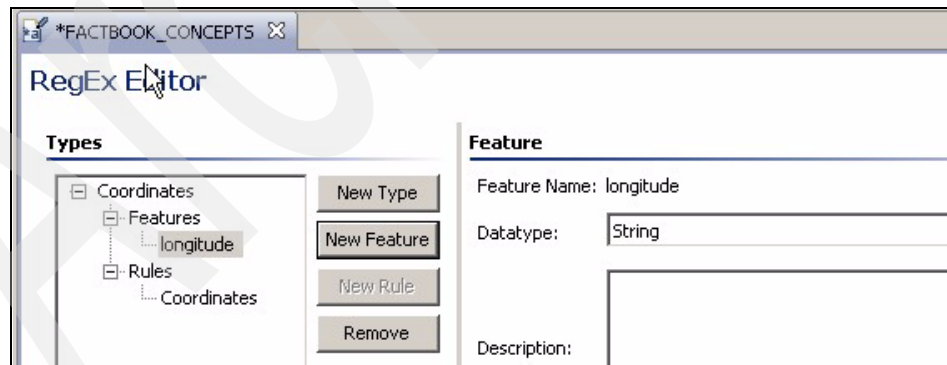 *FACTBOOK_CONCEPTS
RegEx Editor
Types
Coordinates
Features
longitude
Rules
Coordinates
New Type
New Feature
New Rule
Remove
Feature
Feature Name: longitude
Datatype: String
Description: